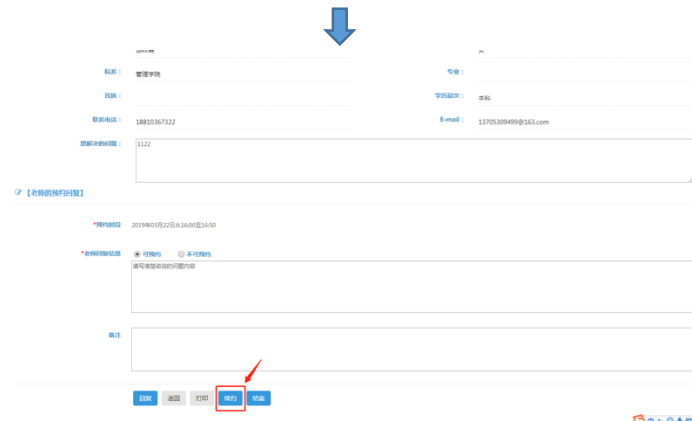 院系： 管理学院 专业：
民族： 学历层次： 本科
联系电话： 18810367322 E-mail： 13705309499@163.com
想解决的问题： 1122
【老师的预约回复】
*预约时段 2019年03月22日从16:00至16:50
*老师回复信息 可预约 不可预约
填写清楚咨询的问题内容
备注
回复 返回 打印 续约 结案